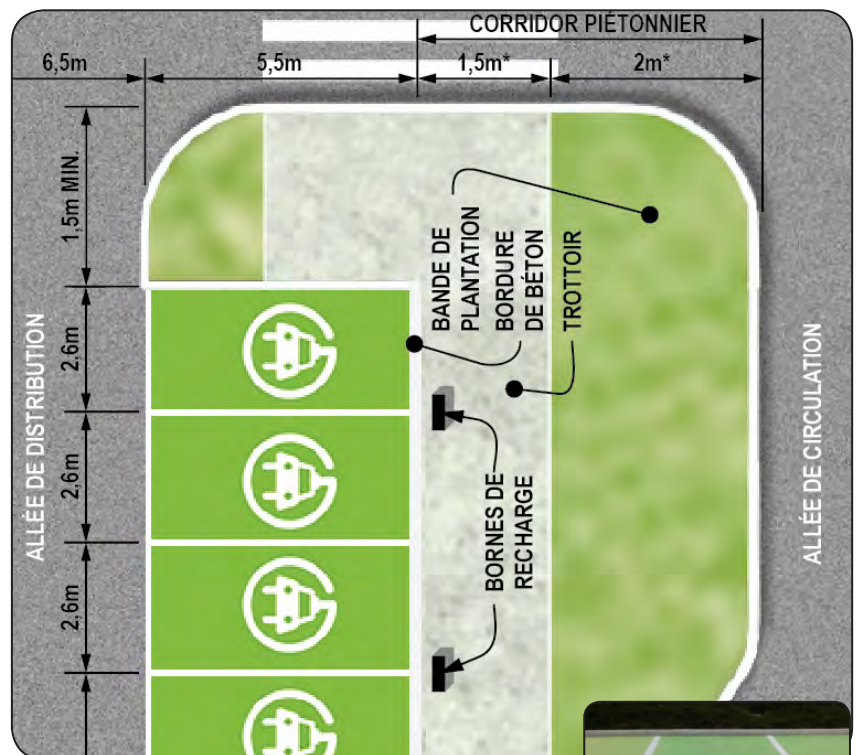 CORRIDOR PIÉTONNIER
6,5m
5,5m
1,5m*
2m*
1,5m MIN.
2,6m
2,6m
2,6m
ALLÉE DE DISTRIBUTION
BANDE DE
PLANTATION
BORDURE
DE BÉTON
TROTTOIR
BORNES DE
RECHARGE
ALLÉE DE CIRCULATION